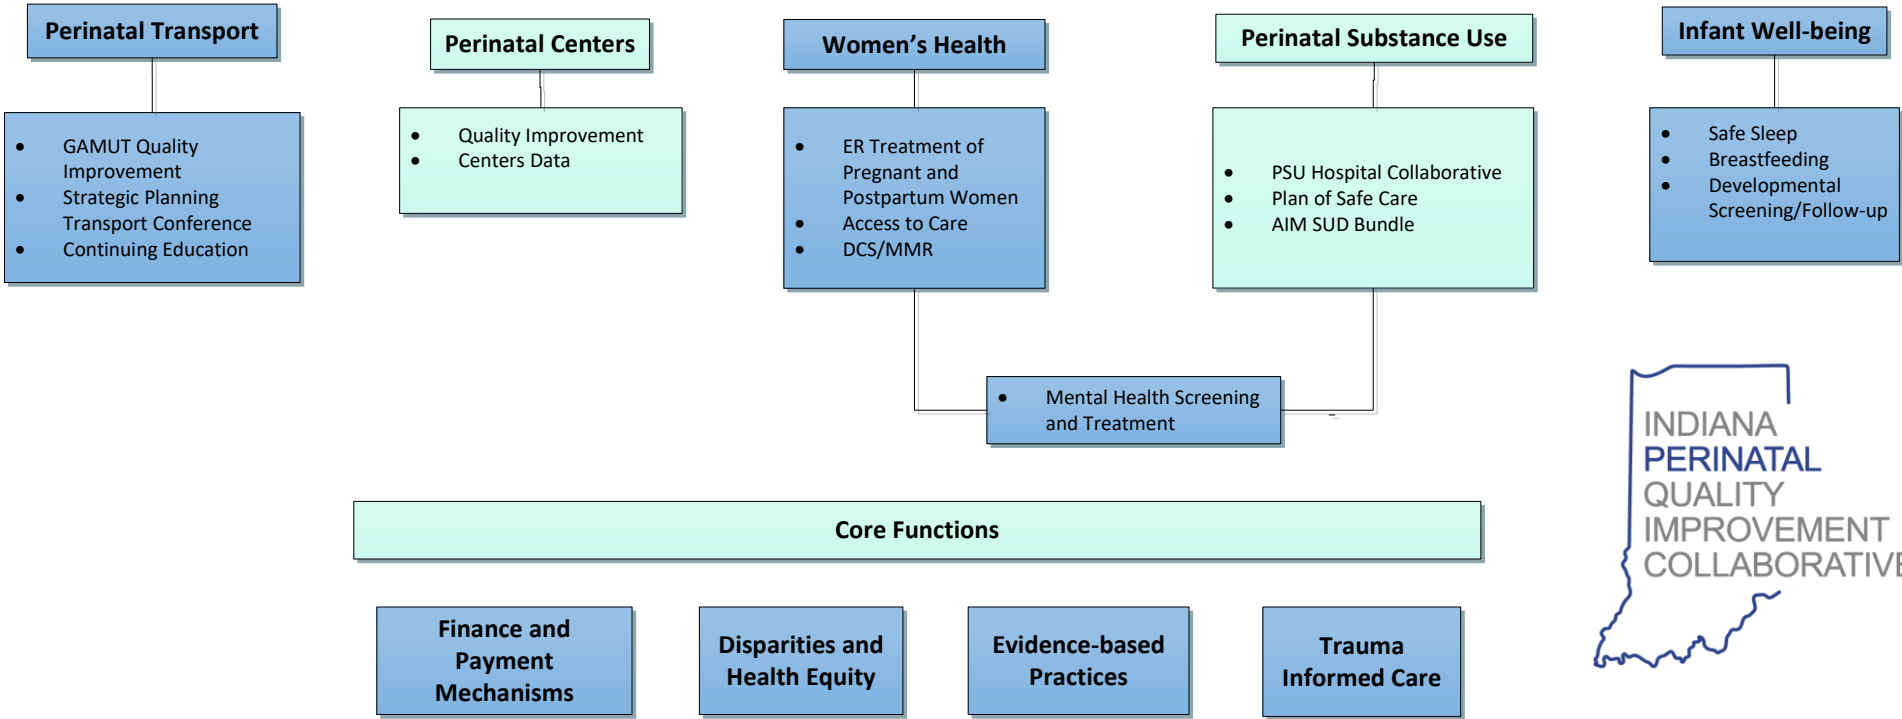 Perinatal Transport
• GAMUT Quality
Improvement
• Strategic Planning
Transport Conference
• Continuing Education
Perinatal Centers
• Quality Improvement
• Centers Data
Women’s Health
• ER Treatment of
Pregnant and
Postpartum Women
• Access to Care
• DCS/MMR
Perinatal Substance Use
• PSU Hospital Collaborative
• Plan of Safe Care
• AIM SUD Bundle
Infant Well-being
• Safe Sleep
• Breastfeeding
• Developmental
Screening/Follow-up
• Mental Health Screening
and Treatment
INDIANA
PERINATAL
QUALITY
IMPROVEMENT
COLLABORATIVE
Core Functions
Finance and
Payment
Mechanisms
Disparities and
Health Equity
Evidence-based
Practices
Trauma
Informed Care